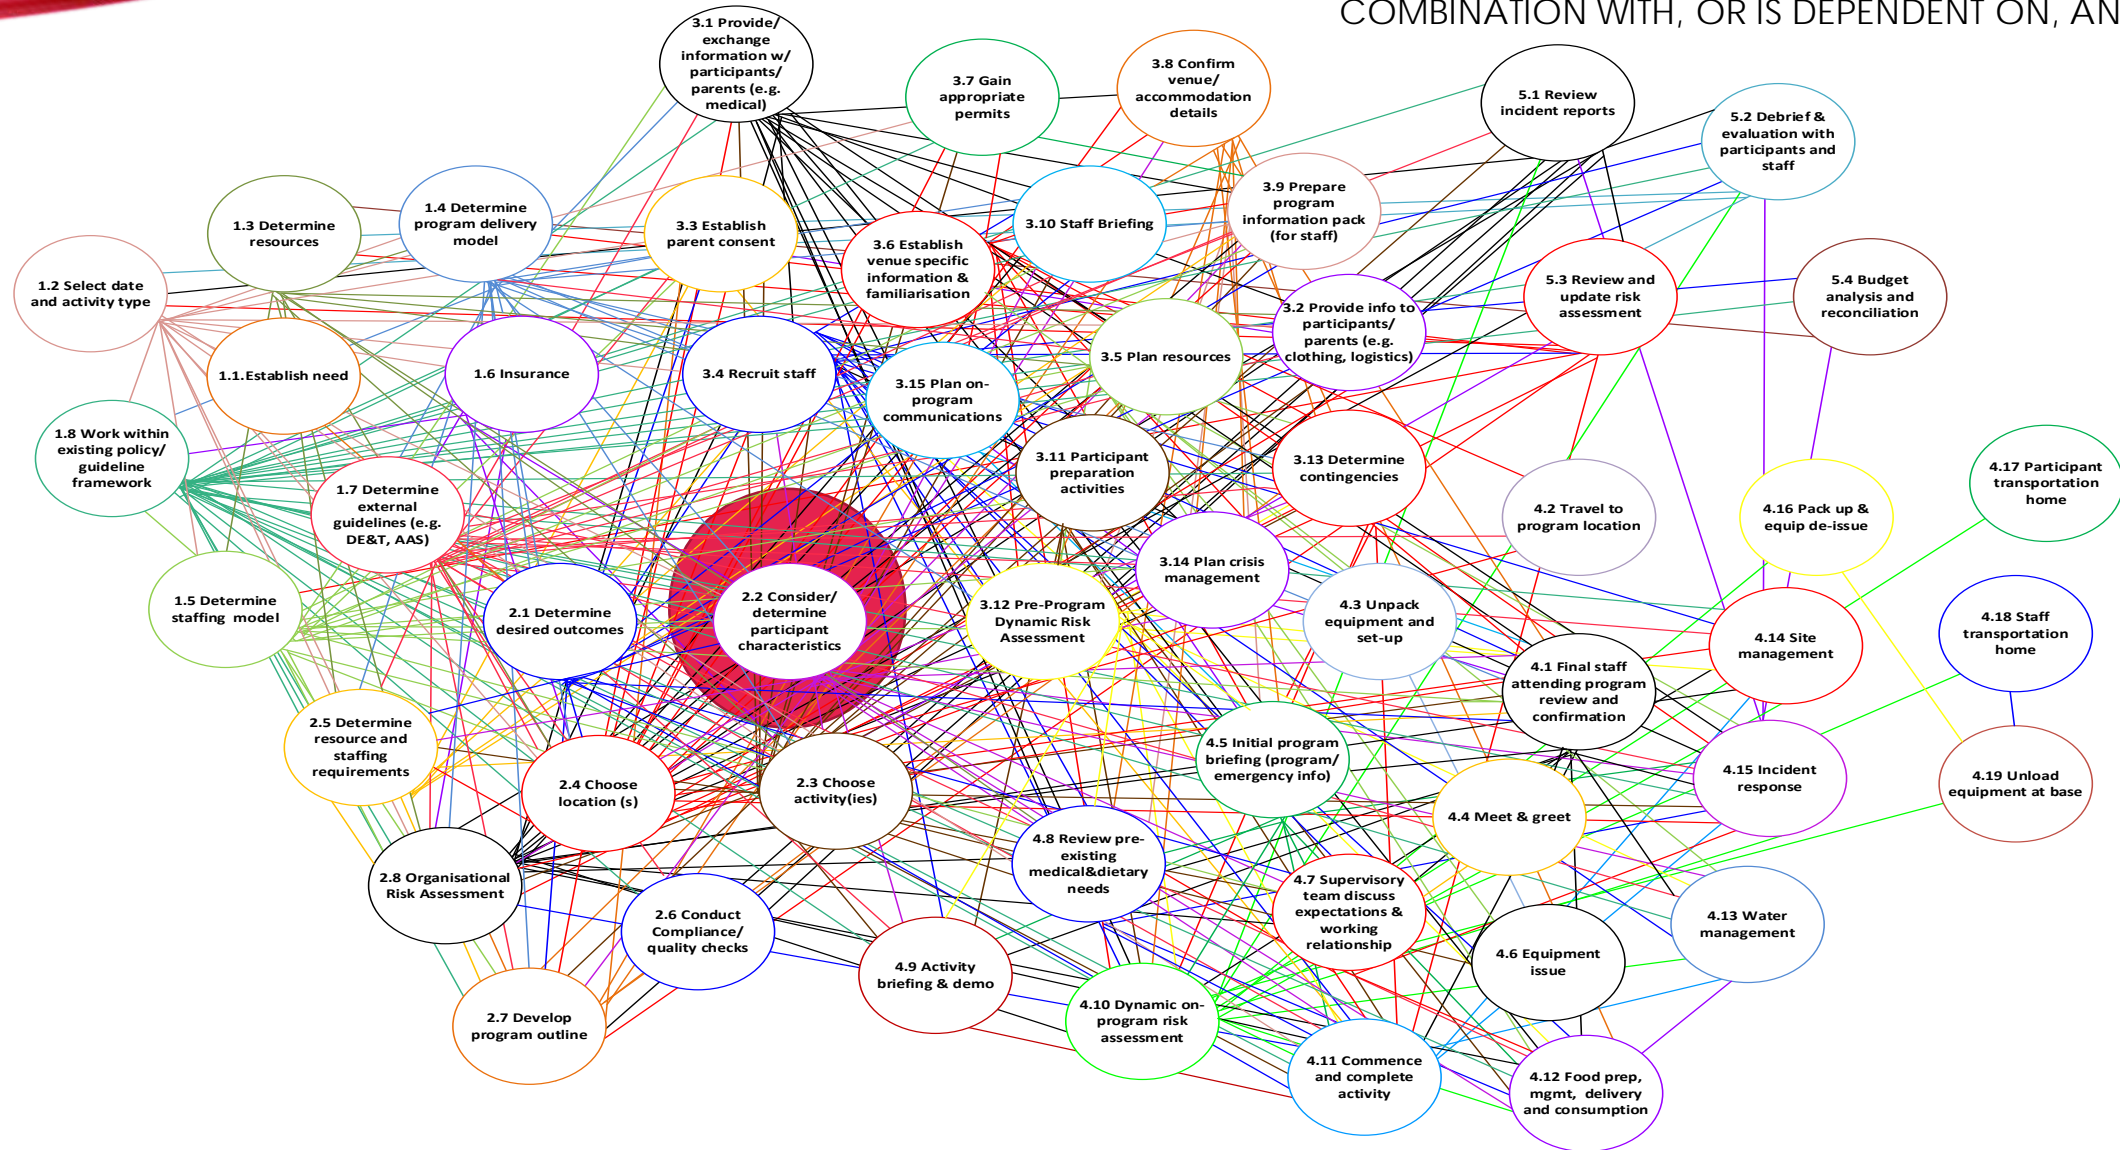 COMBINATION WITH, OR IS DEPENDENT ON, AN
3.1 Provide/
exchange
information w/
participants/
parents (e.g.
medical)
3.7 Gain
appropriate
permits
3.8 Confirm
venue/
accommodation
details
5.1 Review
incident reports
5.2 Debrief &
evaluation with
participants and
staff
1.3 Determine
resources
1.4 Determine
program delivery
model
3.3 Establish
parent consent
3.6 Establish
venue specific
information &
familiarisation
3.10 Staff Briefing
3.9 Prepare
program
information pack
(for staff)
1.2 Select date
and activity type
5.3 Review and
update risk
assessment
5.4 Budget
analysis and
reconciliation
3.2 Provide info to
participants/
parents (e.g.
clothing, logistics)
1.1.Establish need
1.6 Insurance
3.4 Recruit staff
3.15 Plan on-
program
communications
3.5 Plan resources
1.8 Work within
existing policy/
guideline
framework
1.7 Determine
external
guidelines (e.g.
DE&T, AAS)
3.11 Participant
preparation
activities
3.13 Determine
contingencies
4.2 Travel to
program location
4.16 Pack up &
equip de-issue
4.17 Participant
transportation
home
1.5 Determine
staffing model
2.1 Determine
desired outcomes
2.2 Consider/
determine
participant
characteristics
3.12 Pre-Program
Dynamic Risk
Assessment
3.14 Plan crisis
management
4.3 Unpack
equipment and
set-up
4.1 Final staff
attending program
review and
confirmation
4.14 Site
management
4.18 Staff
transportation
home
2.5 Determine
resource and
staffing
requirements
2.4 Choose
location (s)
2.3 Choose
activity(ies)
4.5 Initial program
briefing (program/
emergency info)
4.15 Incident
response
4.19 Unload
equipment at base
4.4 Meet & greet
2.8 Organisational
Risk Assessment
2.6 Conduct
Compliance/
quality checks
4.8 Review pre-
existing
medical&dietary
needs
4.7 Supervisory
team discuss
expectations &
working
relationship
4.13 Water
management
4.6 Equipment
issue
4.9 Activity
briefing & demo
2.7 Develop
program outline
4.10 Dynamic on-
program risk
assessment
4.11 Commence
and complete
activity
4.12 Food prep,
mgmt, delivery
and consumption